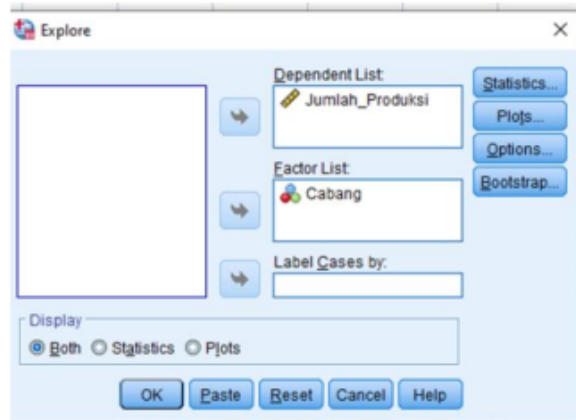 Explore
Dependent List:
Jumlah_Produksi
Factor List:
Cabang
Label Cases by:
Statistics...
Plots...
Options...
Bootstrap...
Display
Both Statistics Plots
OK Paste Reset Cancel Help